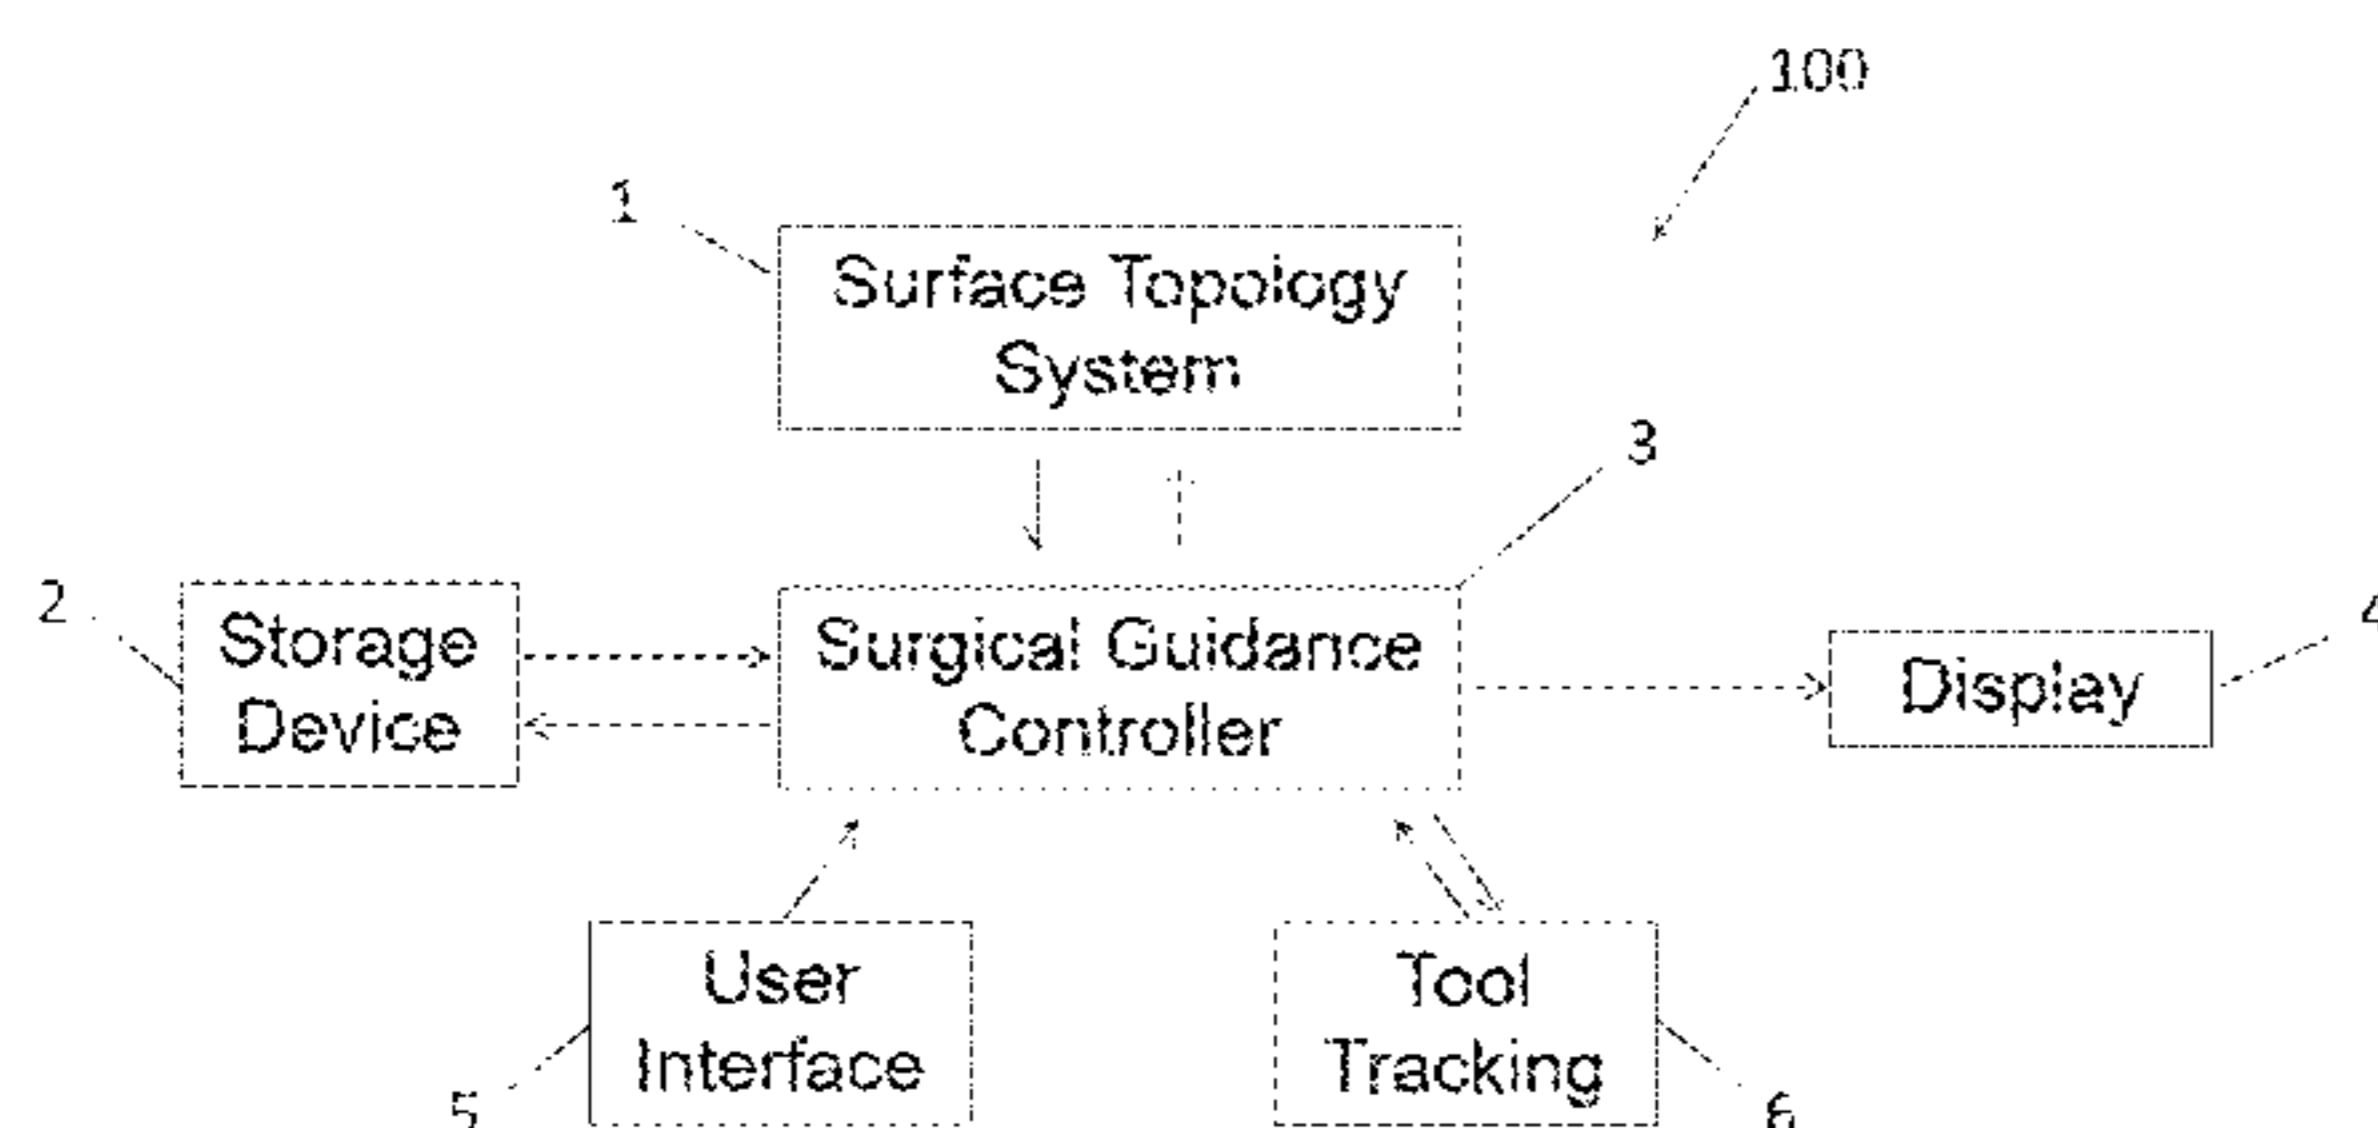 100
1
Surface Topology
System
3
2
Storage
Device
Surgical Guidance
Controller
4
Display
User
Interface
Tool
Tracking
5
6